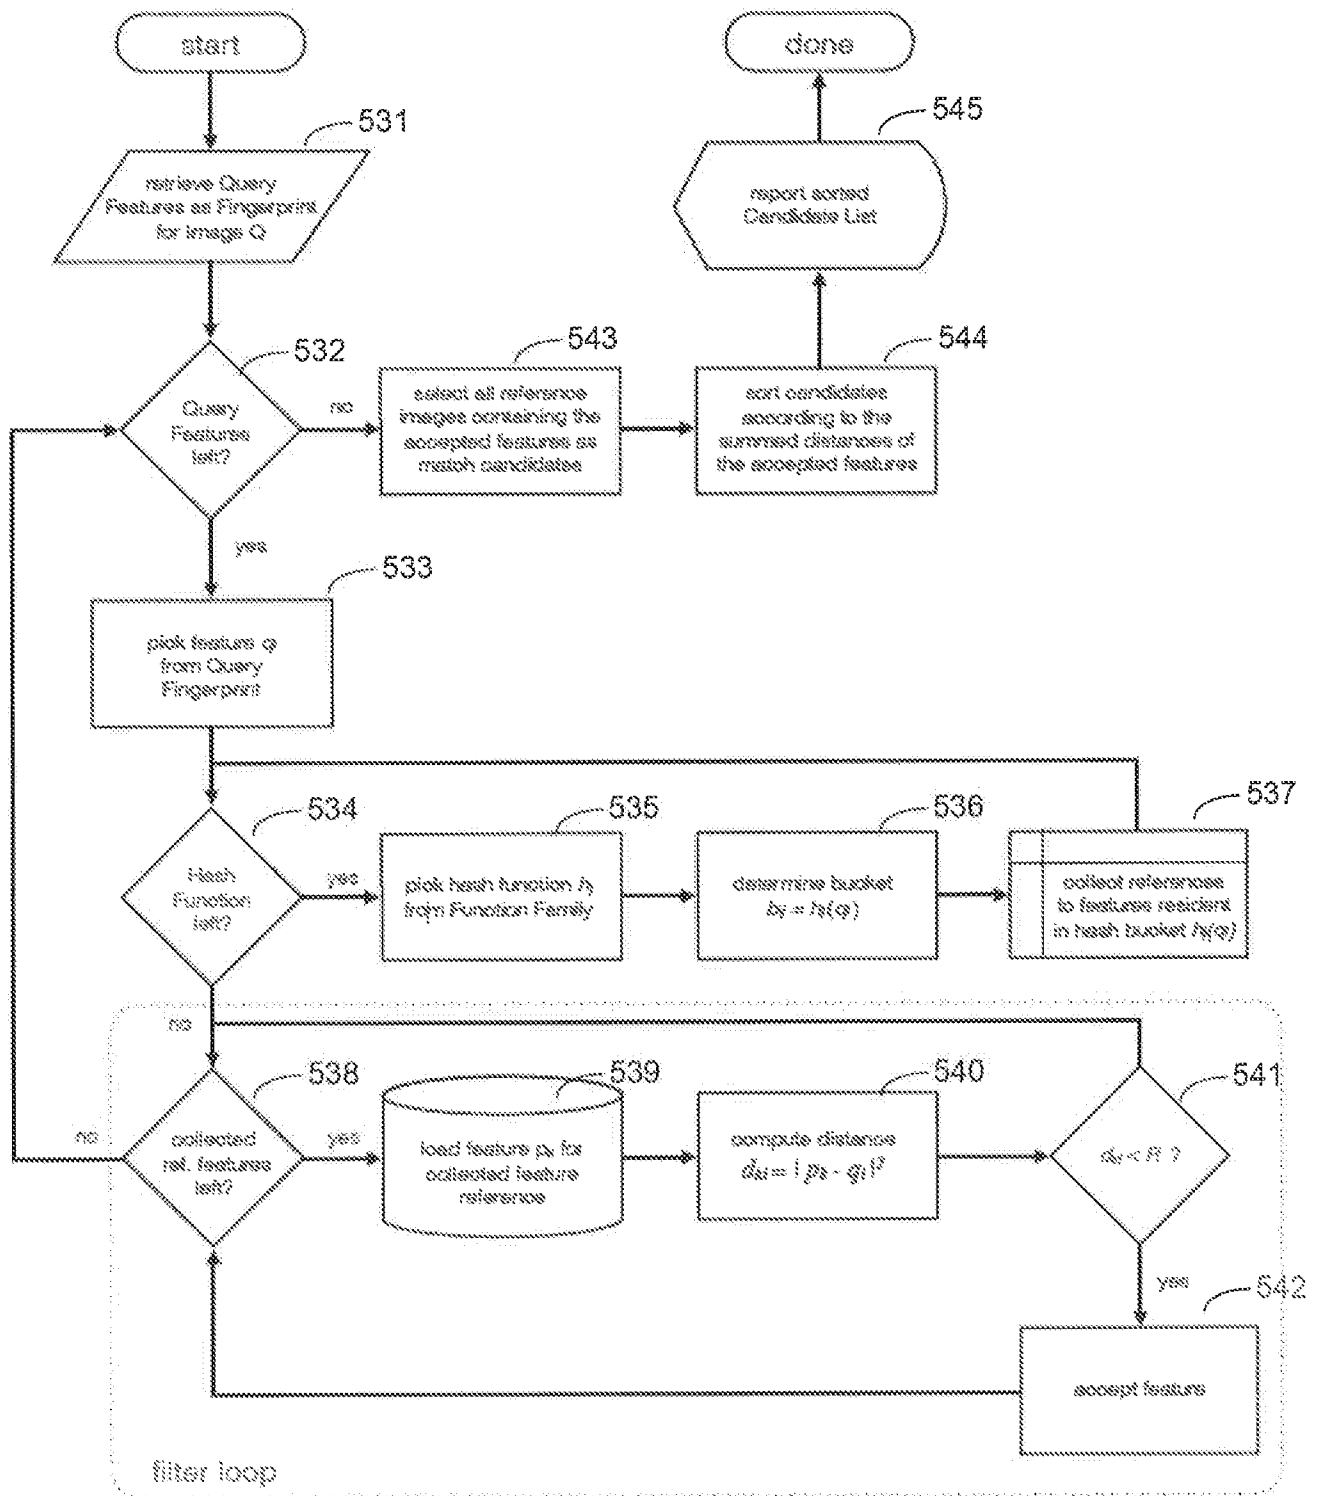 start
done
531
545
retrieve Query
Features as Fingerprint
for Image Q
report sorted
Candidate List
532
543
544
Query
Features
left?
no
select all reference
images containing the
accepted features as
match candidates
sort candidates
according to the
summed distances of
the accepted features
yes
533
pick feature qi
from Query
Fingerprint
534
535
536
537
Hash
Function
left?
yes
pick hash function hj
from Function Family
determine bucket
collect references
to features resident
in hash bucket
no
538
539
540
541
no
collected
ref. features
left?
yes
load feature pk for
collected feature
reference
compute distance
dki = | pk - qi |²
dki < R ?
yes
542
accept feature
filter loop